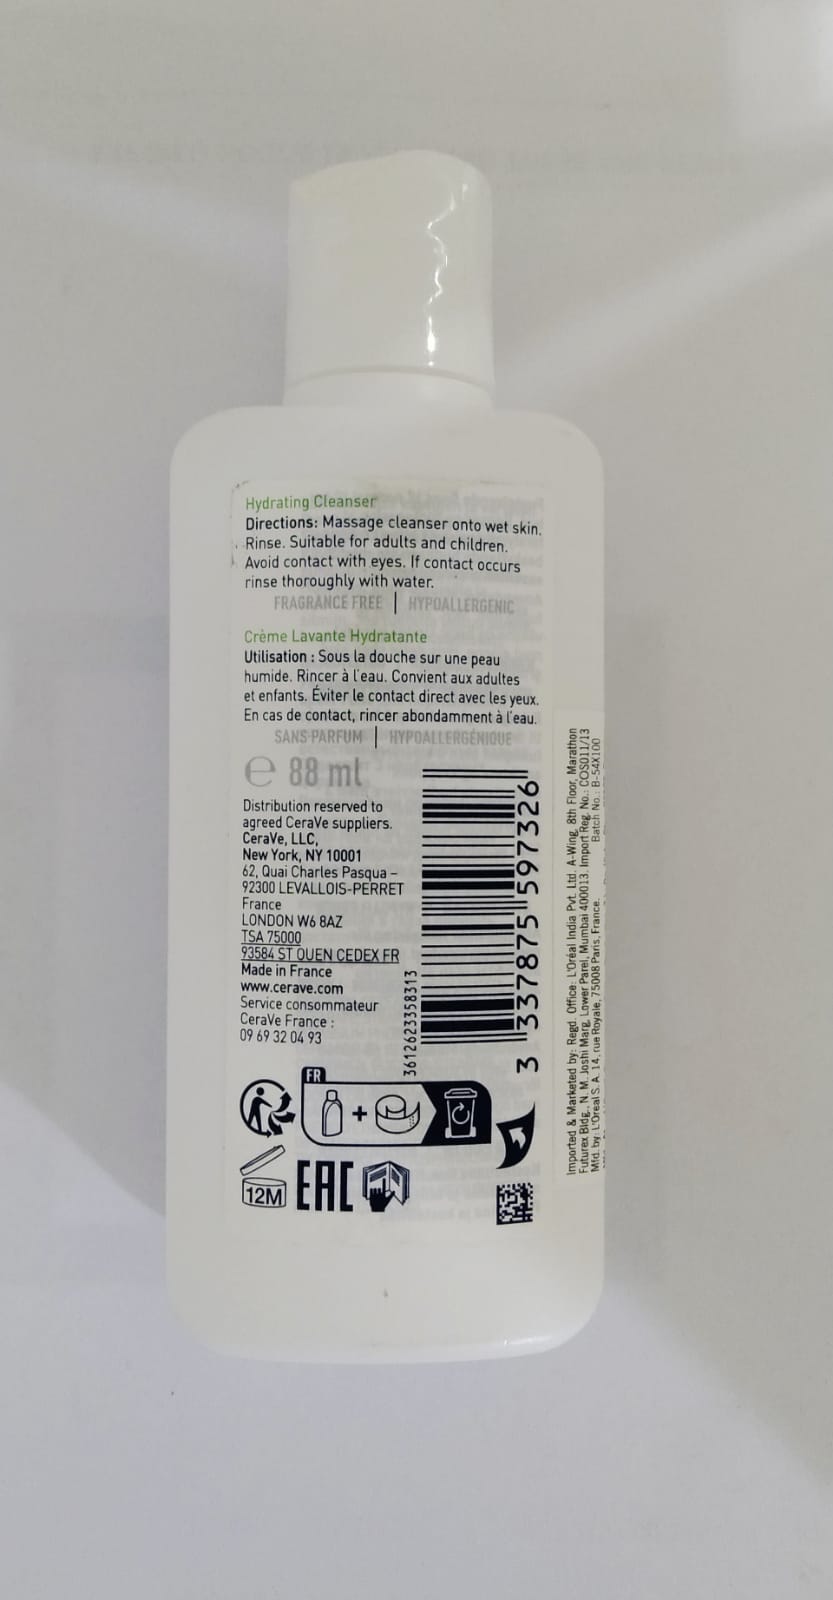 Hydrating Cleanser
Directions: Massage cleanser onto wet skin.
Rinse. Suitable for adults and children.
Avoid contact with eyes. If contact occurs
rinse thoroughly with water.
FRAGRANCE FREE | HYPOALLERGENIC
Crème Lavante Hydratante
Utilisation : Sous la douche sur une peau
humide. Rincer à l'eau. Convient aux adultes
et enfants. Éviter le contact direct avec les yeux.
En cas de contact, rincer abondamment à l'eau.
SANS PARFUM | HYPOALLERGÉNIQUE
e 88 ml
Distribution reserved to
agreed CeraVe suppliers.
CeraVe, LLC,
New York, NY 10001
62, Quai Charles Pasqua –
92300 LEVALLOIS-PERRET
France
LONDON W6 8AZ
TSA 75000
93584 ST OUEN CEDEX FR
Made in France
www.cerave.com
Service consommateur
CeraVe France :
09 69 32 04 93
3612623358313
3 337875 597326
FR
+
12M
EAC
Imported & Marketed by: Regd. Office: L'Oréal India Pvt. Ltd. A-Wing, 8th Floor, Marathon
Futurex Bldg., N. M. Joshi Marg, Lower Parel, Mumbai 400013. Import Reg. No.: COS011/13
Mfd. by: L'Oreal S. A. 14, rue Royale, 75008 Paris, France. Batch No.: B-54X100